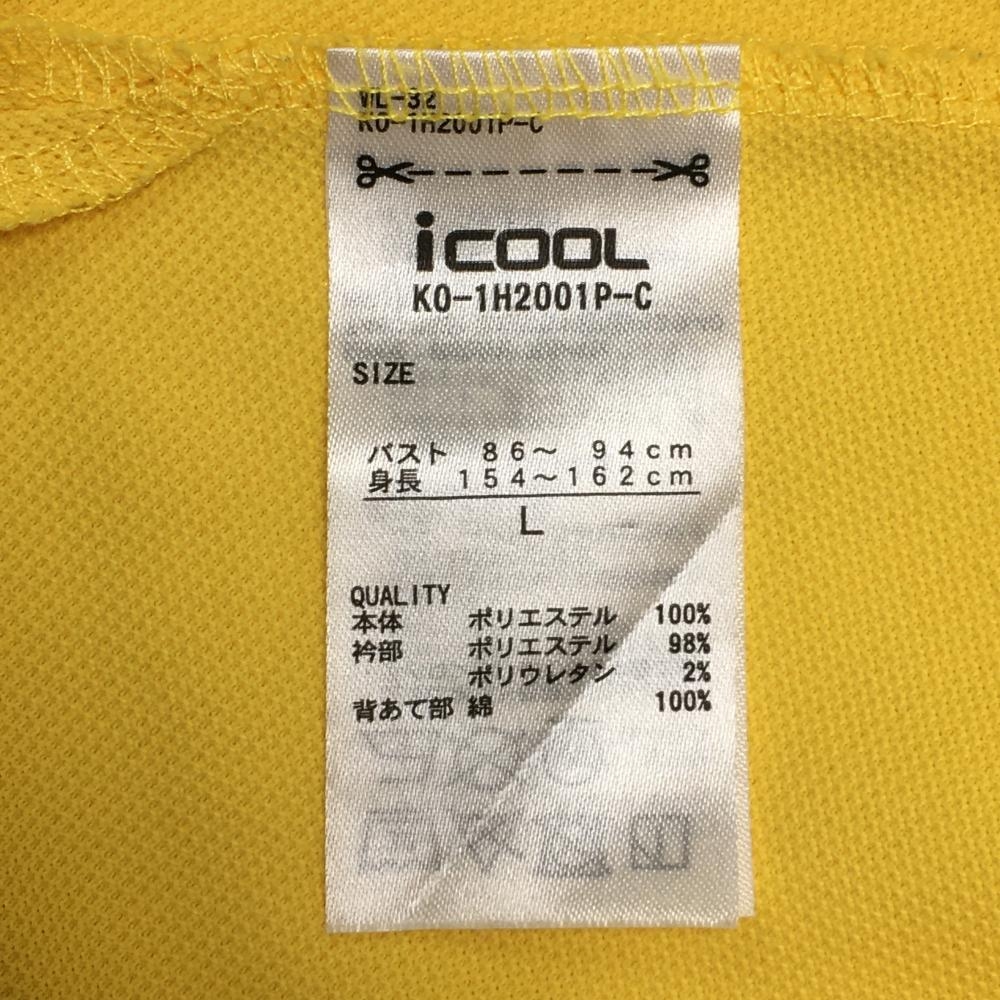 KO-1H2001P-C
iCOOL
KO-1H2001P-C
SIZE
バスト 86～ 94cm
身長 154～162cm
L
QUALITY
本体 ポリエステル 100%
衿部 ポリエステル 98%
ポリウレタン 2%
背あて部 綿 100%